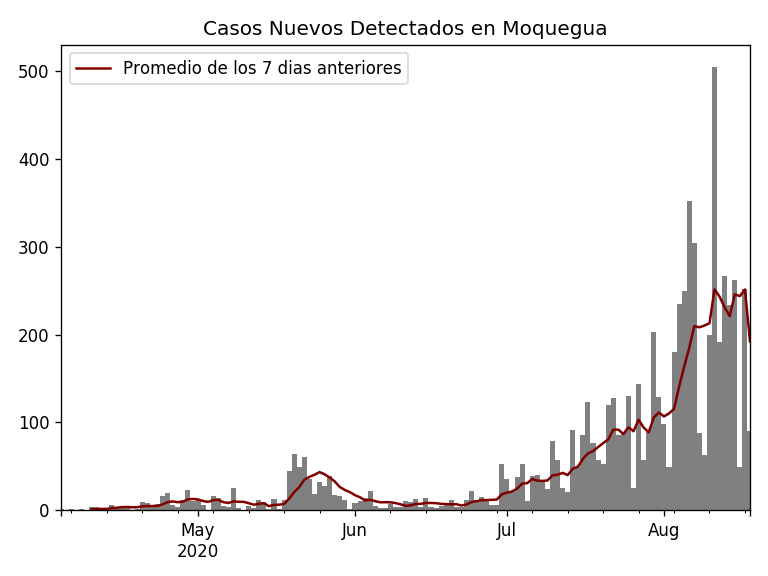 Casos Nuevos Detectados en Moquegua
Promedio de los 7 dias anteriores
500
400
300
200
100
0
May
2020
Jun
Jul
Aug